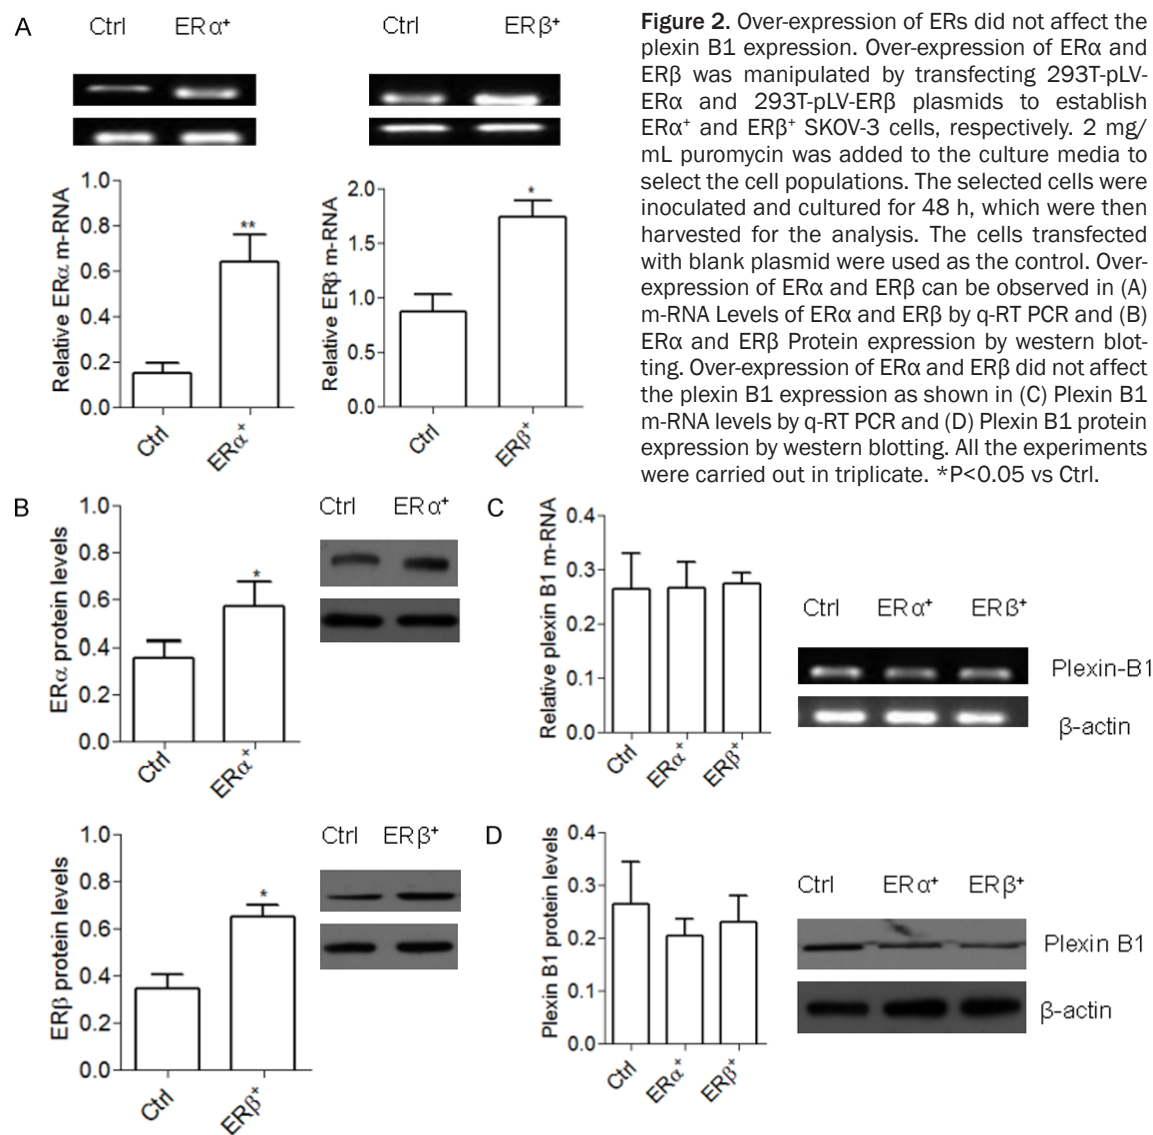 A
Ctrl ERα⁺
Ctrl ERβ⁺
Relative ERα m-RNA
1.0
0.8
0.6
0.4
0.2
0.0
**
Ctrl
ERα⁺
Relative ERβ m-RNA
2.0
1.5
1.0
0.5
0.0
*
Ctrl
ERβ⁺
Figure 2. Over-expression of ERs did not affect the
plexin B1 expression. Over-expression of ERα and
ERβ was manipulated by transfecting 293T-pLV-
ERα and 293T-pLV-ERβ plasmids to establish
ERα⁺ and ERβ⁺ SKOV-3 cells, respectively. 2 mg/
mL puromycin was added to the culture media to
select the cell populations. The selected cells were
inoculated and cultured for 48 h, which were then
harvested for the analysis. The cells transfected
with blank plasmid were used as the control. Over-
expression of ERα and ERβ can be observed in (A)
m-RNA Levels of ERα and ERβ by q-RT PCR and (B)
ERα and ERβ Protein expression by western blot-
ting. Over-expression of ERα and ERβ did not affect
the plexin B1 expression as shown in (C) Plexin B1
m-RNA levels by q-RT PCR and (D) Plexin B1 protein
expression by western blotting. All the experiments
were carried out in triplicate. *P<0.05 vs Ctrl.
B
ERα protein levels
1.0
0.8
0.6
0.4
0.2
0.0
*
Ctrl
ERα⁺
Ctrl ERα⁺
ERβ protein levels
1.0
0.8
0.6
0.4
0.2
0.0
*
Ctrl
ERβ⁺
Ctrl ERβ⁺
C
Relative plexin B1 m-RNA
0.4
0.3
0.2
0.1
0.0
Ctrl
ERα⁺
ERβ⁺
Ctrl ERα⁺ ERβ⁺
Plexin-B1
β-actin
D
Plexin B1 protein levels
0.4
0.3
0.2
0.1
0.0
Ctrl
ERα⁺
ERβ⁺
Ctrl ERα⁺ ERβ⁺
Plexin B1
β-actin